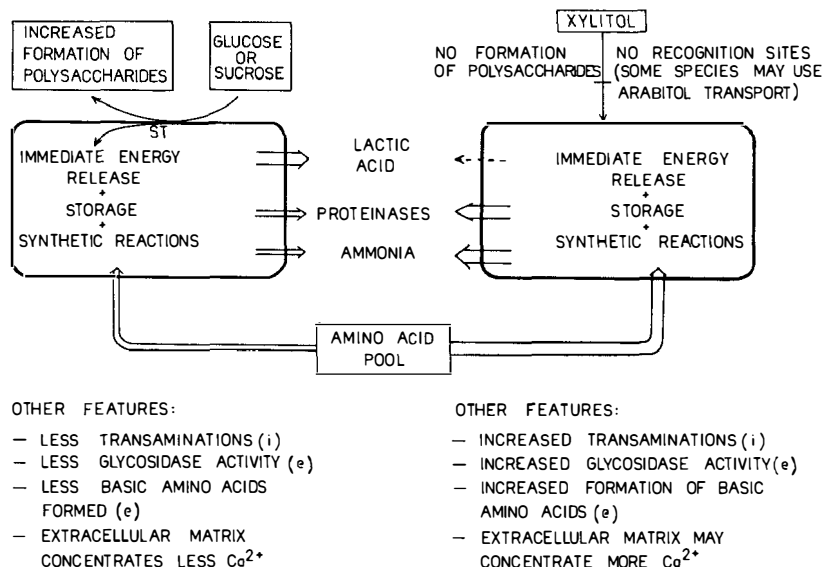 INCREASED
FORMATION OF
POLYSACCHARIDES
GLUCOSE
OR
SUCROSE
XYLITOL
NO FORMATION
OF POLYSACCHARIDES
NO RECOGNITION SITES
(SOME SPECIES MAY USE
ARABITOL TRANSPORT)
ST
IMMEDIATE ENERGY
RELEASE
+
STORAGE
+
SYNTHETIC REACTIONS
LACTIC
ACID
PROTEINASES
AMMONIA
IMMEDIATE ENERGY
RELEASE
+
STORAGE
+
SYNTHETIC REACTIONS
AMINO ACID
POOL
OTHER FEATURES:
— LESS TRANSAMINATIONS (i)
— LESS GLYCOSIDASE ACTIVITY (e)
— LESS BASIC AMINO ACIDS
FORMED (e)
— EXTRACELLULAR MATRIX
CONCENTRATES LESS Ca²⁺
OTHER FEATURES:
— INCREASED TRANSAMINATIONS (i)
— INCREASED GLYCOSIDASE ACTIVITY (e)
— INCREASED FORMATION OF BASIC
AMINO ACIDS (e)
— EXTRACELLULAR MATRIX MAY
CONCENTRATE MORE Ca²⁺